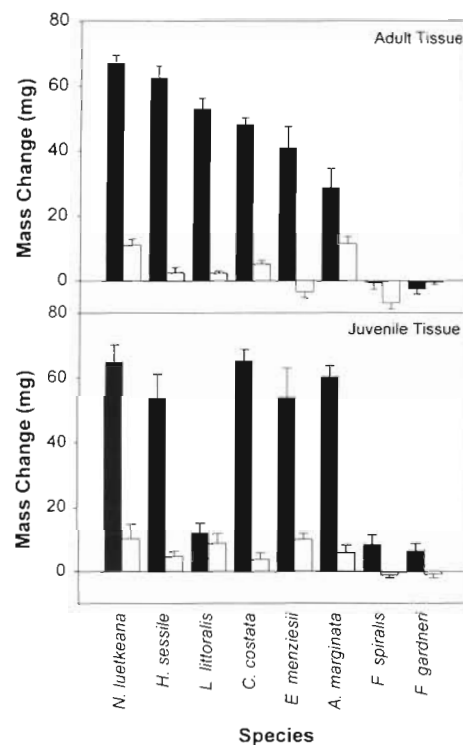 80
Adult Tissue
60
40
20
0
Mass Change (mg)
80
Juvenile Tissue
60
40
20
0
Mass Change (mg)
N. luetkeana
H. sessile
L littoralis
C. costata
E menziesii
A. marginata
F spiralis
F gardneri
Species